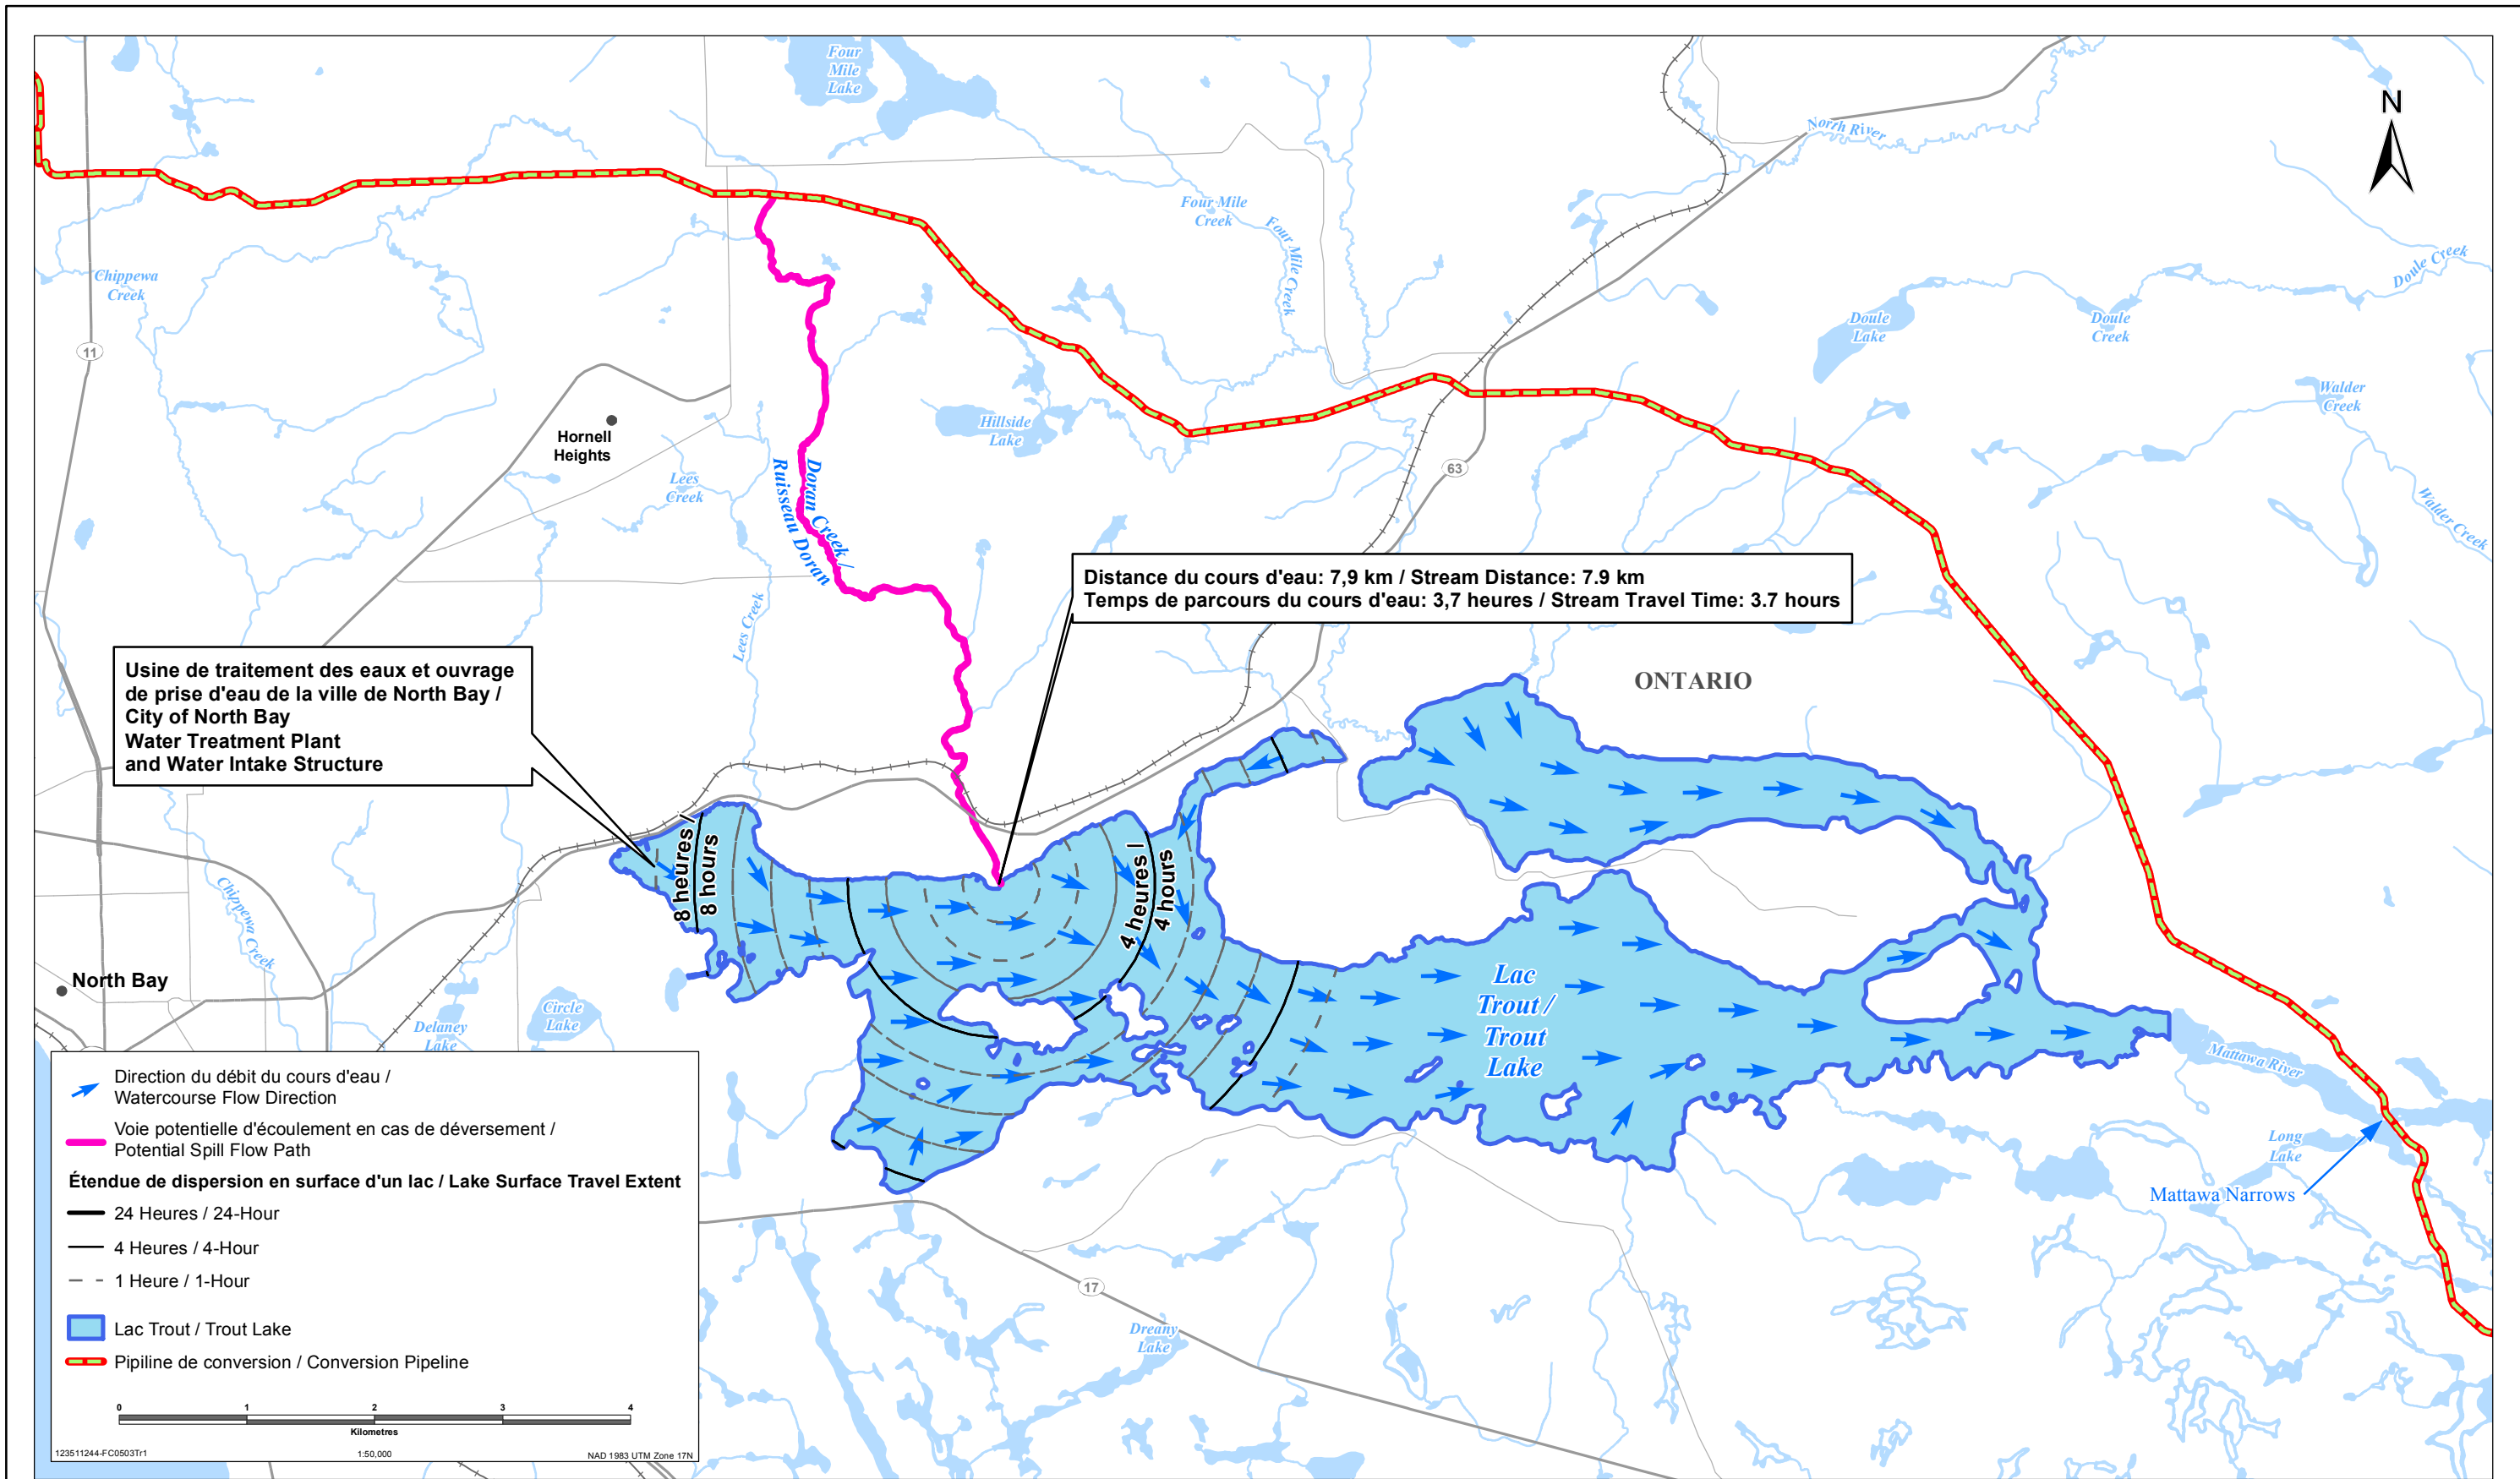 Four
Mile
Lake
North River
N
Four Mile
Creek
Four Mile Creek
Chippewa
Creek
Doule Creek
Doule
Lake
Doule
Creek
11
Walder
Creek
Hornell
Heights
Hillside
Lake
63
Lees
Creek
Doran Creek /
Ruisseau Doran
Walder Creek
Distance du cours d'eau: 7,9 km / Stream Distance: 7.9 km
Temps de parcours du cours d'eau: 3,7 heures / Stream Travel Time: 3.7 hours
Lees Creek
Usine de traitement des eaux et ouvrage
de prise d'eau de la ville de North Bay /
City of North Bay
Water Treatment Plant
and Water Intake Structure
ONTARIO
8 heures /
8 hours
4 heures /
4 hours
Chippewa Creek
North Bay
Lac
Trout /
Trout
Lake
Circle
Lake
Delaney
Lake
Mattawa River
Long
Lake
Mattawa Narrows
17
Dreany
Lake
Direction du débit du cours d'eau /
Watercourse Flow Direction
Voie potentielle d'écoulement en cas de déversement /
Potential Spill Flow Path
Étendue de dispersion en surface d'un lac / Lake Surface Travel Extent
24 Heures / 24-Hour
4 Heures / 4-Hour
1 Heure / 1-Hour
Lac Trout / Trout Lake
Pipiline de conversion / Conversion Pipeline
0 1 2 3 4
Kilometres
123511244-FC0503Tr1 1:50,000 NAD 1983 UTM Zone 17N